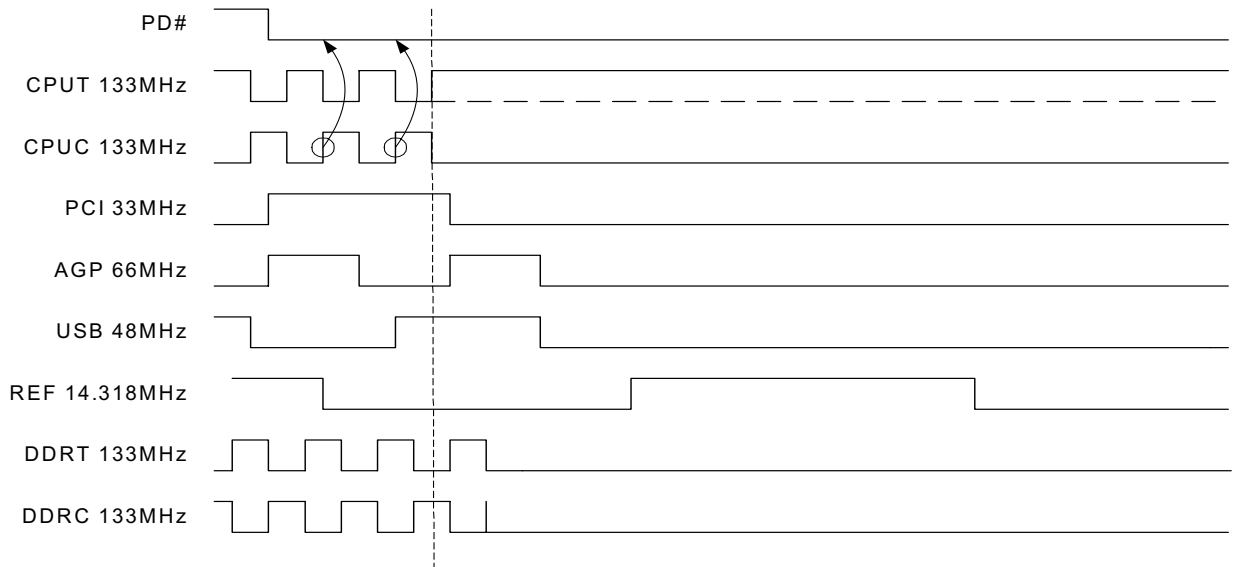 PD#
CPUT 133MHz
CPUC 133MHz
PCI 33MHz
AGP 66MHz
USB 48MHz
REF 14.318MHz
DDRT 133MHz
DDRC 133MHz